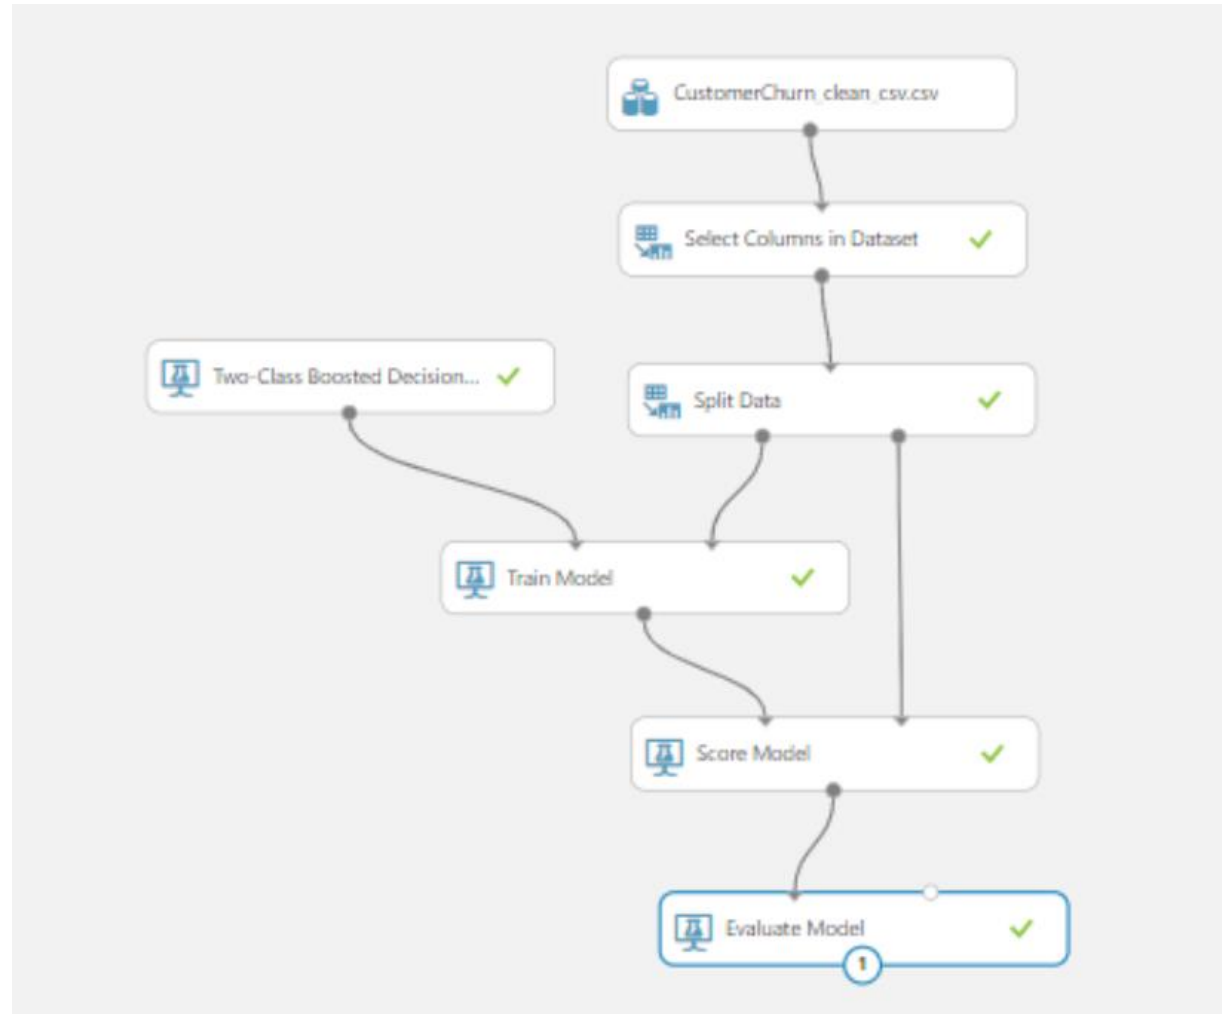 CustomerChurn_clean_csv.csv
Select Columns in Dataset
Two-Class Boosted Decision...
Split Data
Train Model
Score Model
Evaluate Model
1